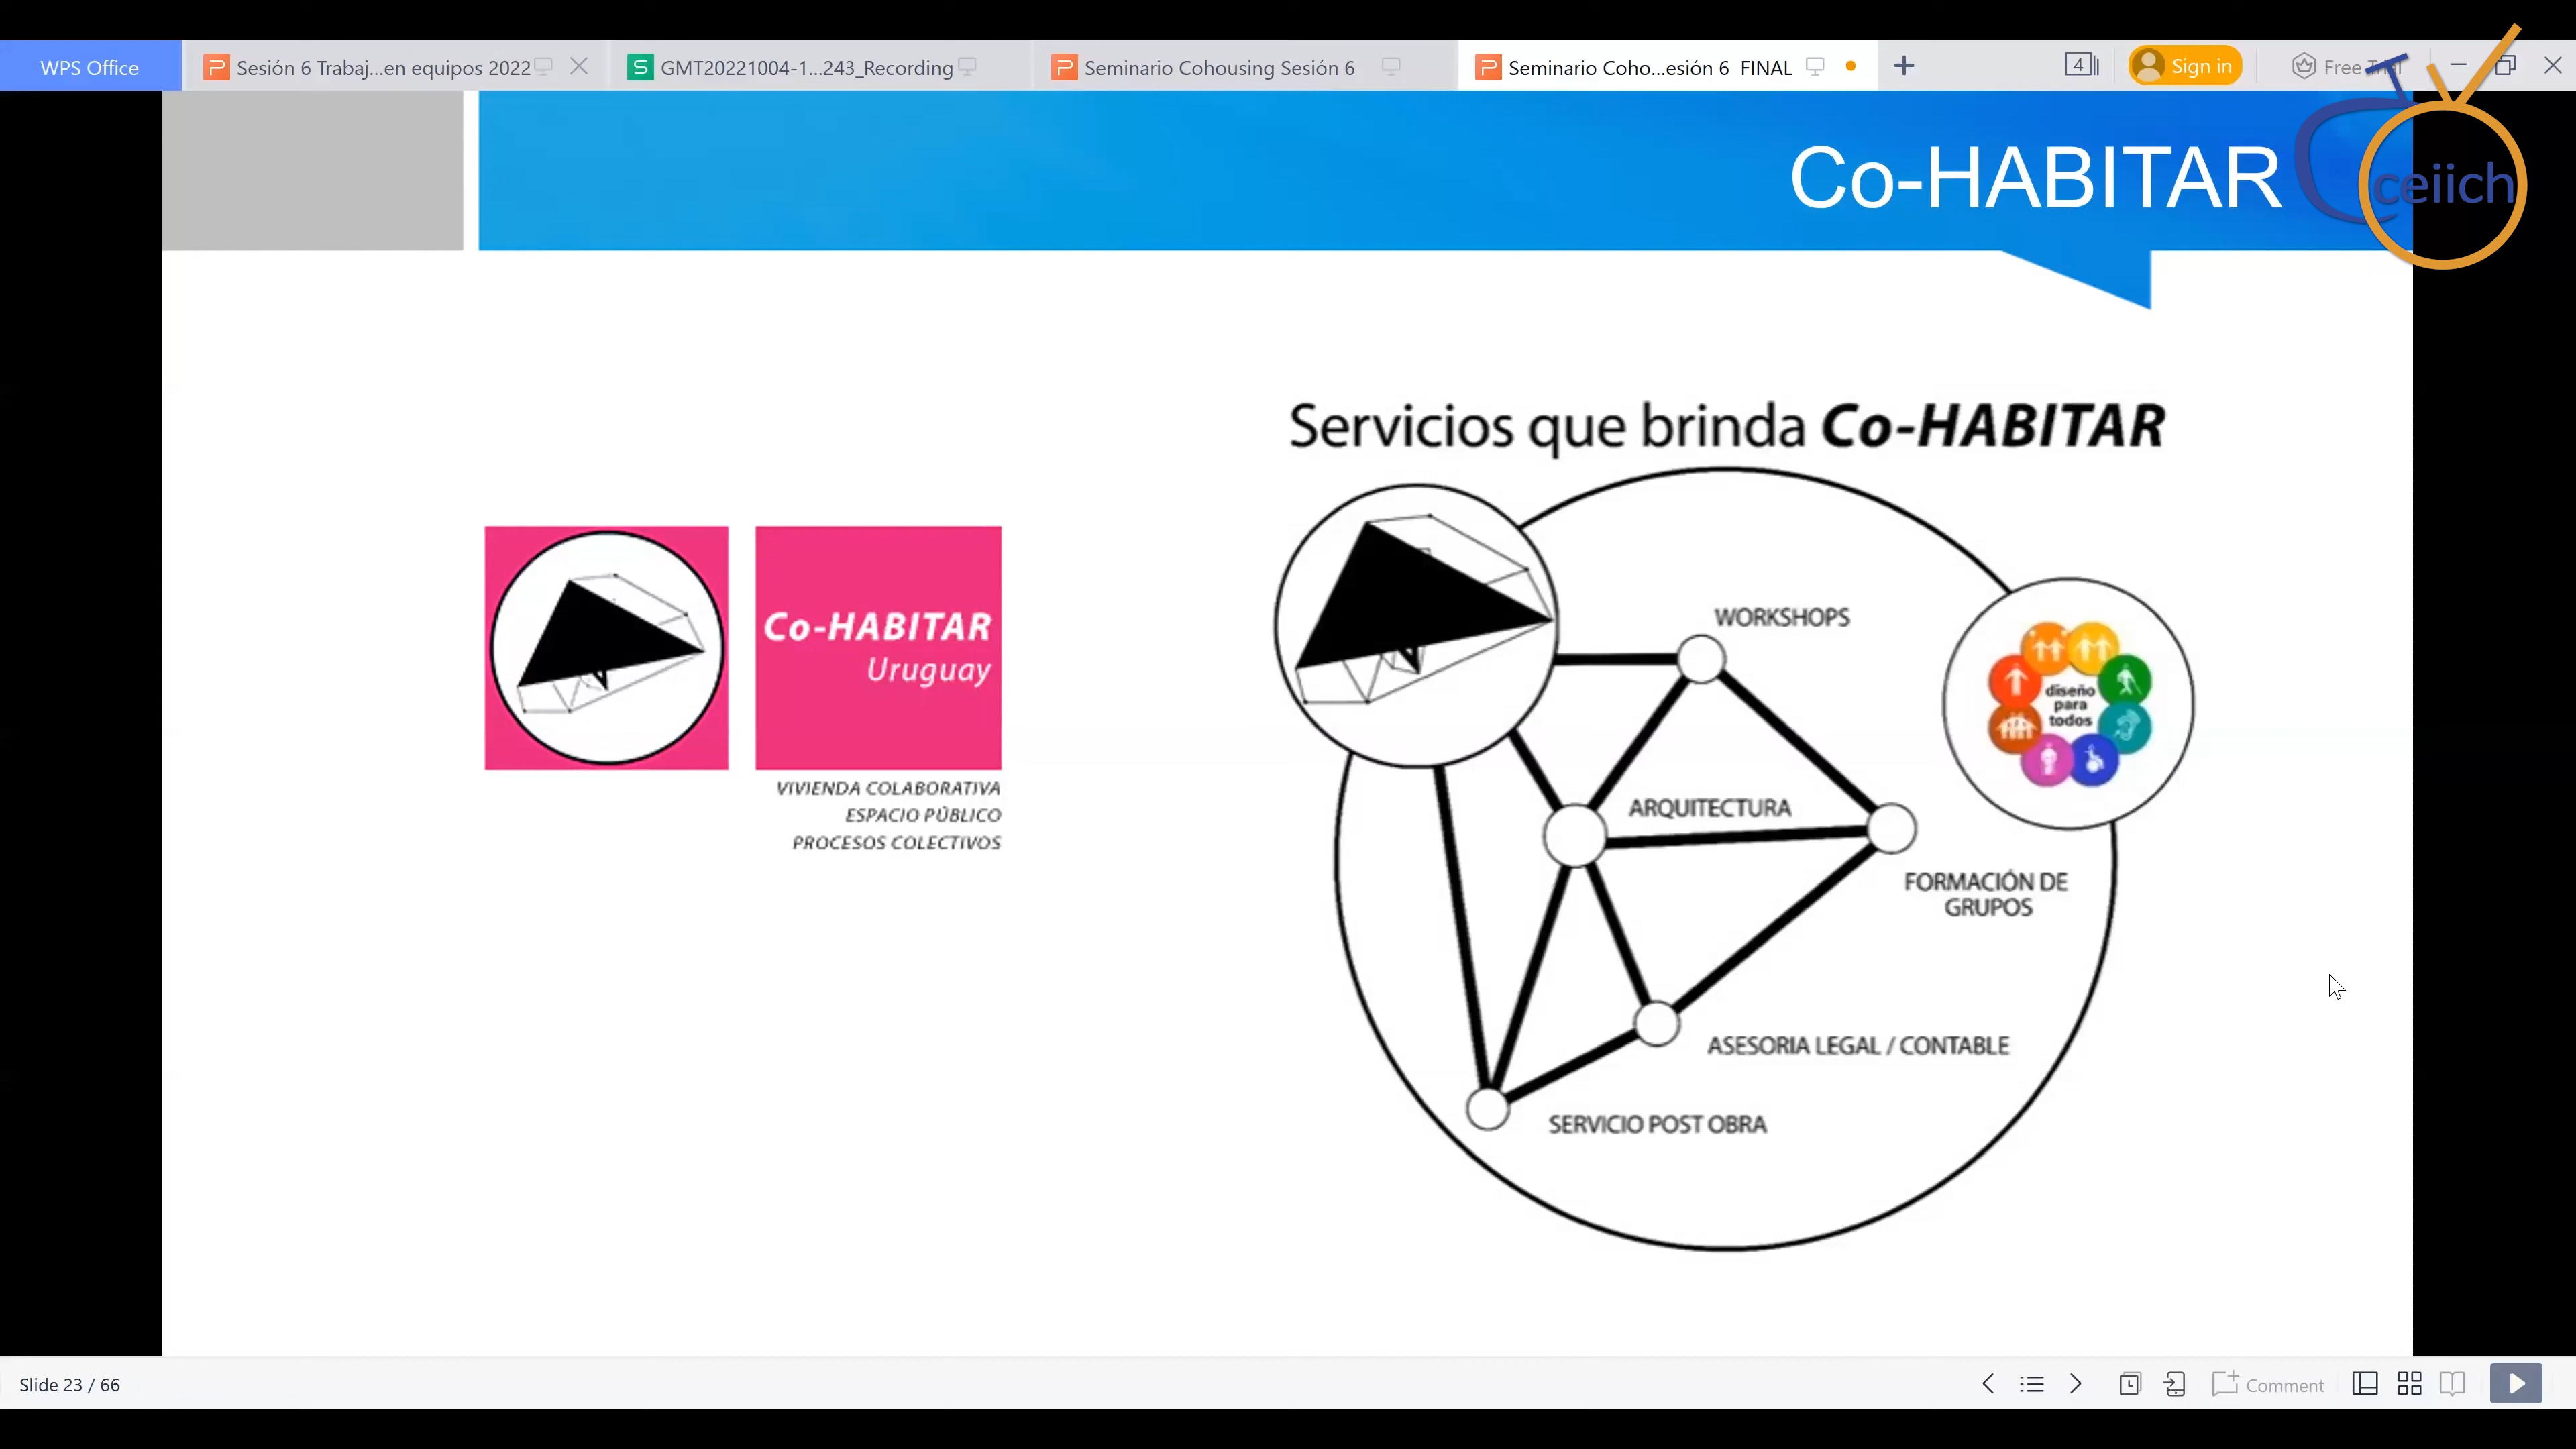 WPS Office
Sesión 6 Trabaj...en equipos 2022
GMT20221004-1...243_Recording
Seminario Cohousing Sesión 6
Seminario Coho...esión 6 FINAL
4
Sign in
Free Trial
Co-HABITAR
ceiich
Servicios que brinda Co-HABITAR
Co-HABITAR
Uruguay
VIVIENDA COLABORATIVA
ESPACIO PÚBLICO
PROCESOS COLECTIVOS
WORKSHOPS
diseño
para
todos
ARQUITECTURA
FORMACIÓN DE
GRUPOS
ASESORIA LEGAL / CONTABLE
SERVICIO POST OBRA
Slide 23 / 66
Comment